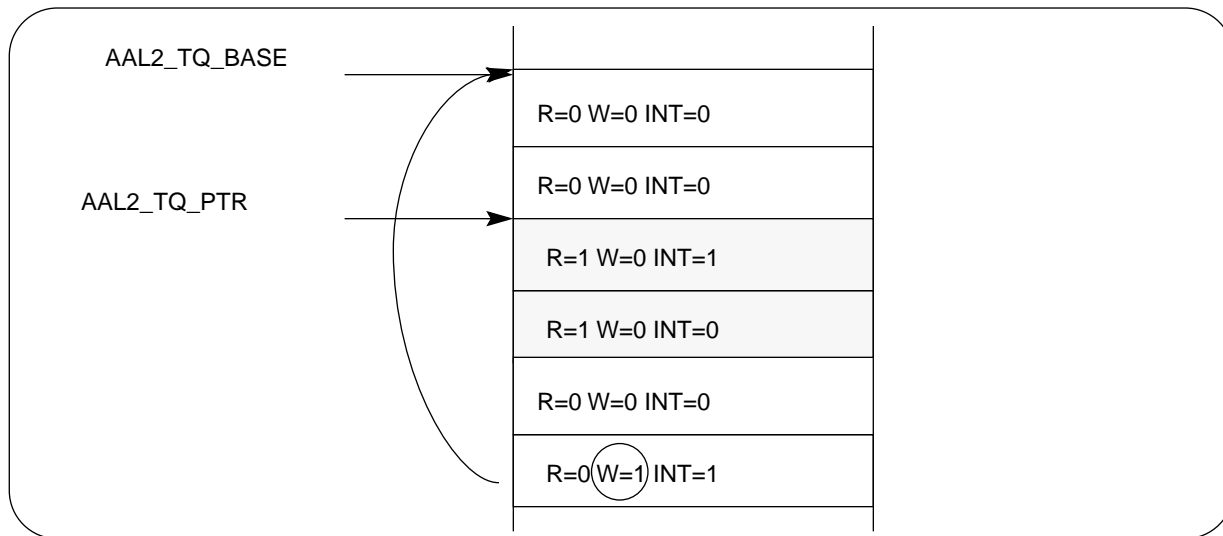 AAL2_TQ_BASE
R=0 W=0 INT=0
R=0 W=0 INT=0
AAL2_TQ_PTR
R=1 W=0 INT=1
R=1 W=0 INT=0
R=0 W=0 INT=0
R=0 W=1 INT=1